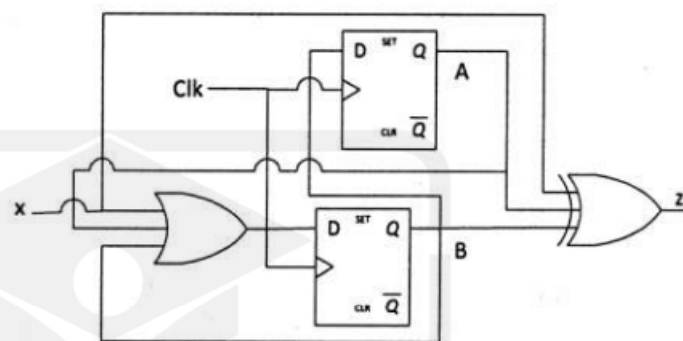 D SET Q
A
Clk
CLR Q̅
x
z
D SET Q
B
CLR Q̅